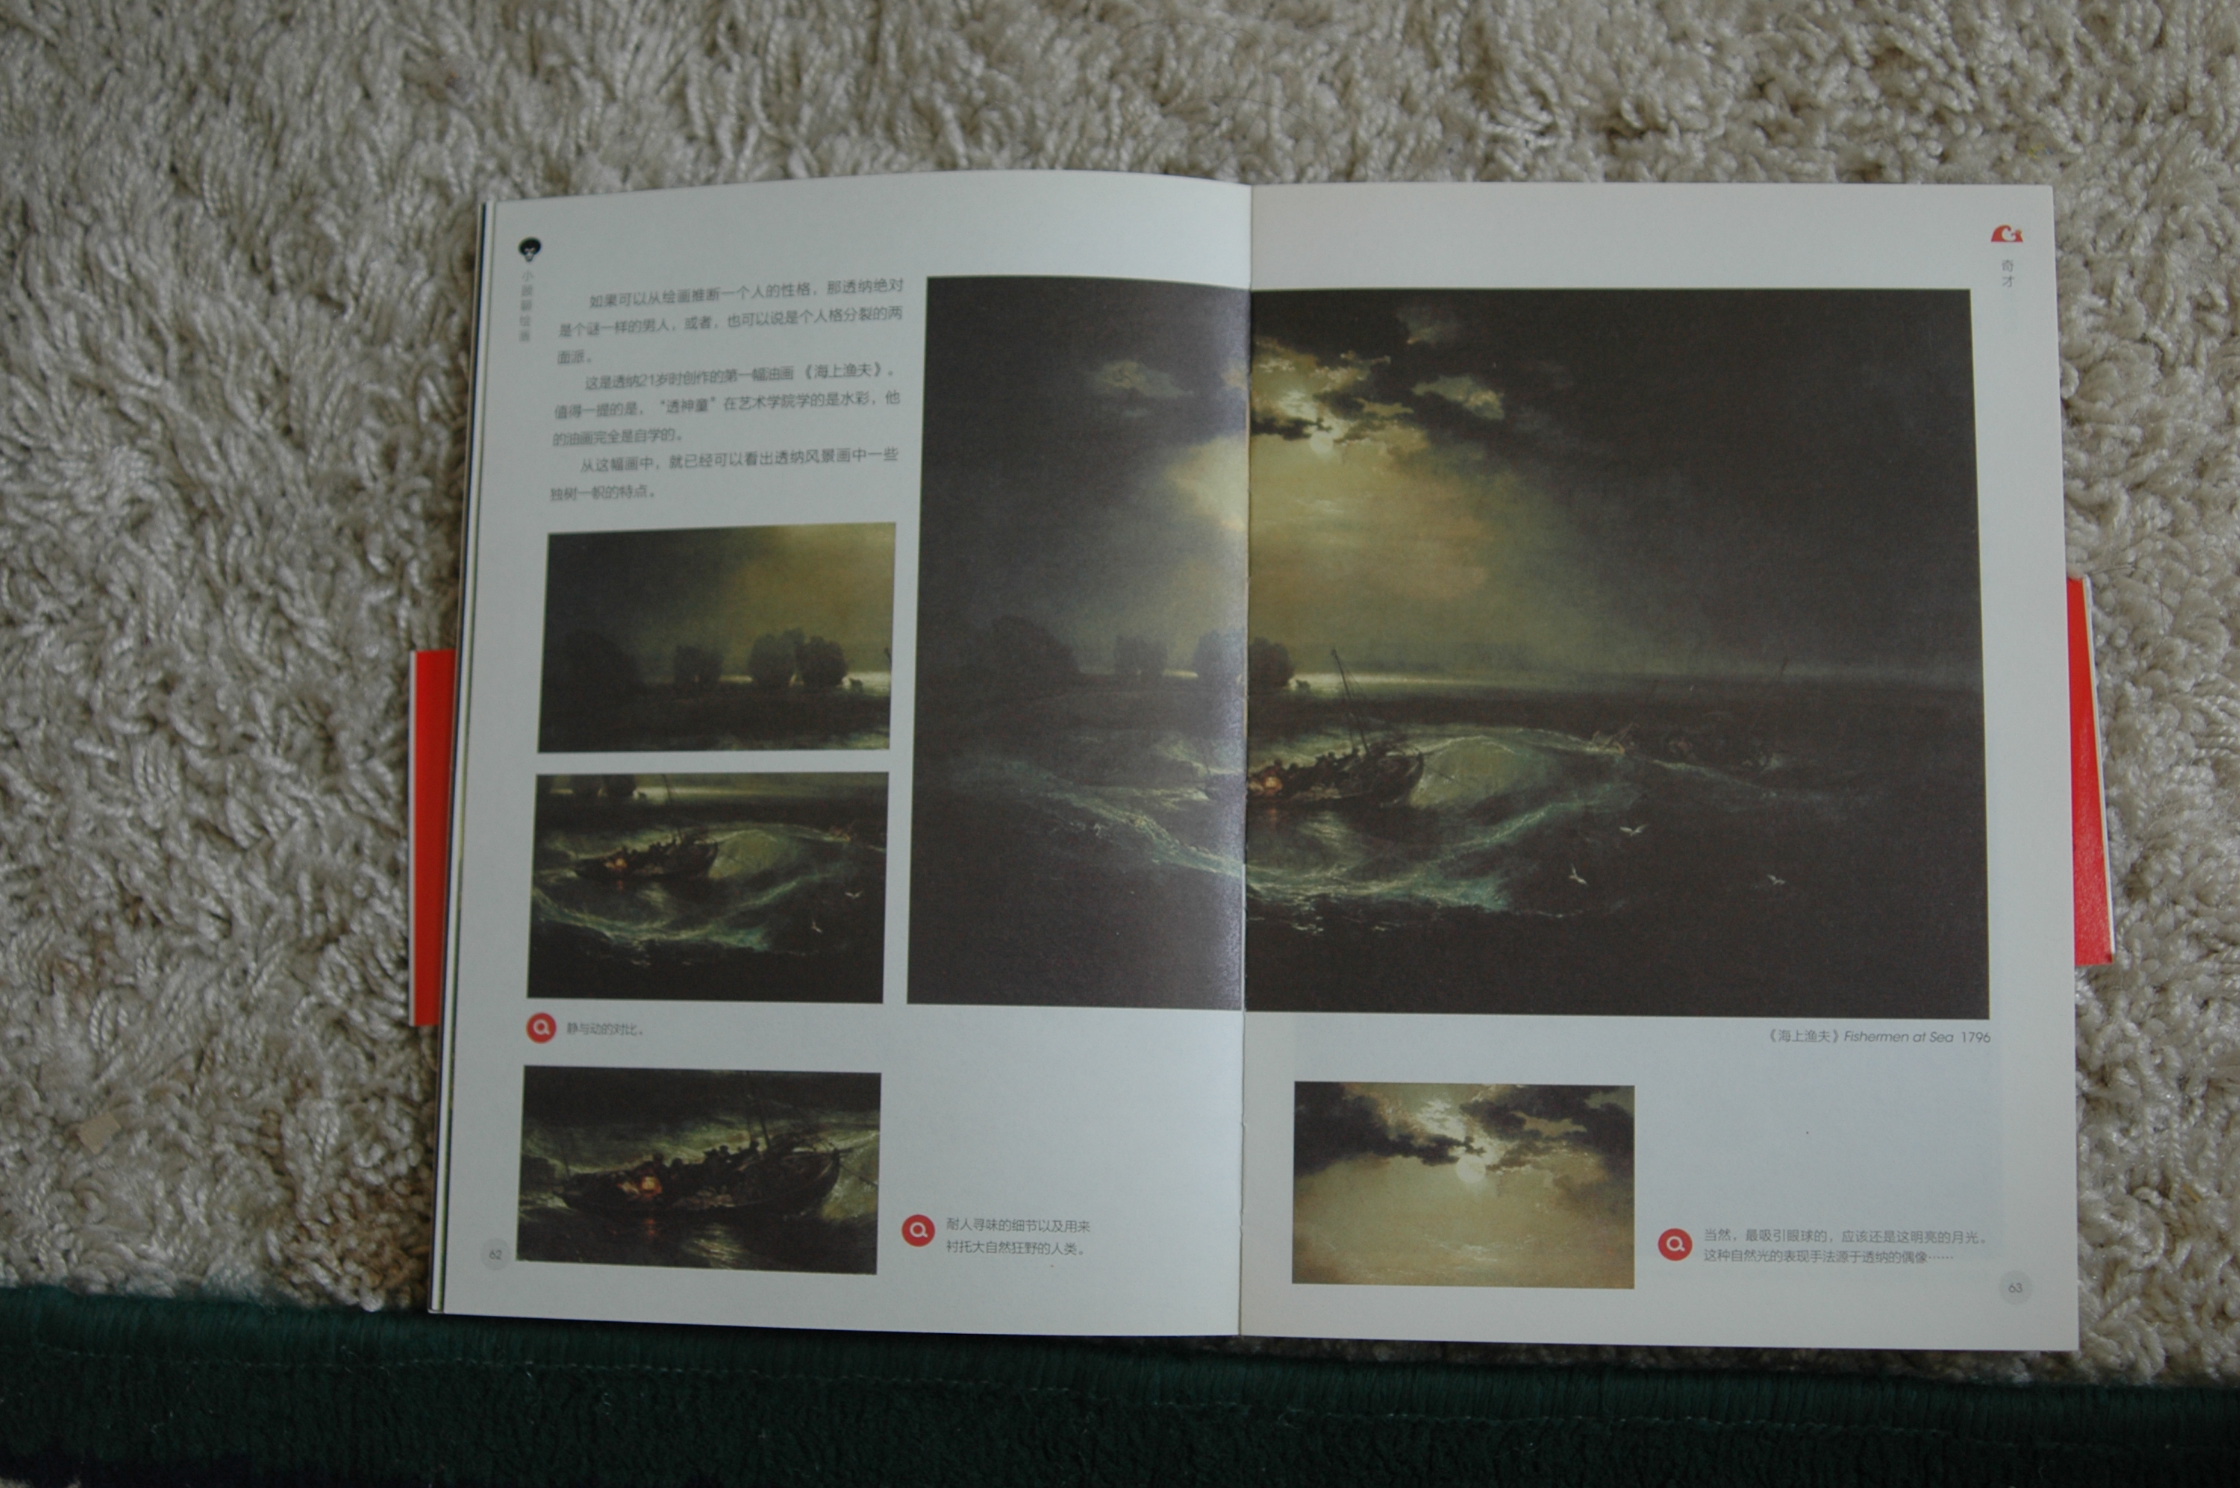 小顾聊绘画
如果可以从绘画推断一个人的性格，那透纳绝对
是个谜一样的男人，或者，也可以说是个人格分裂的两
面派。
这是透纳21岁时创作的第一幅油画《海上渔夫》。
值得一提的是，“透神童”在艺术学院学的是水彩，他
的油画完全是自学的。
从这幅画中，就已经可以看出透纳风景画中一些
独树一帜的特点。
静与动的对比。
耐人寻味的细节以及用来
衬托大自然狂野的人类。
62
奇才
《海上渔夫》Fishermen at Sea 1796
当然，最吸引眼球的，应该还是这明亮的月光。
这种自然光的表现手法源于透纳的偶像……
63